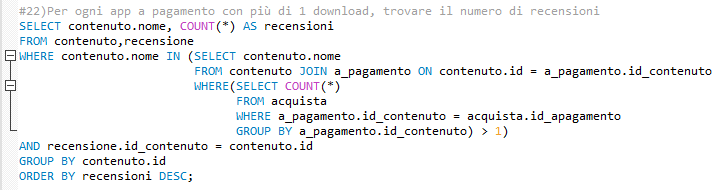 #22)Per ogni app a pagamento con più di 1 download, trovare il numero di recensioni
SELECT contenuto.nome, COUNT(*) AS recensioni
FROM contenuto,recensione
WHERE contenuto.nome IN (SELECT contenuto.nome
FROM contenuto JOIN a_pagamento ON contenuto.id = a_pagamento.id_contenuto
WHERE(SELECT COUNT(*)
FROM acquista
WHERE a_pagamento.id_contenuto = acquista.id_apagamento
GROUP BY a_pagamento.id_contenuto) > 1)
AND recensione.id_contenuto = contenuto.id
GROUP BY contenuto.id
ORDER BY recensioni DESC;